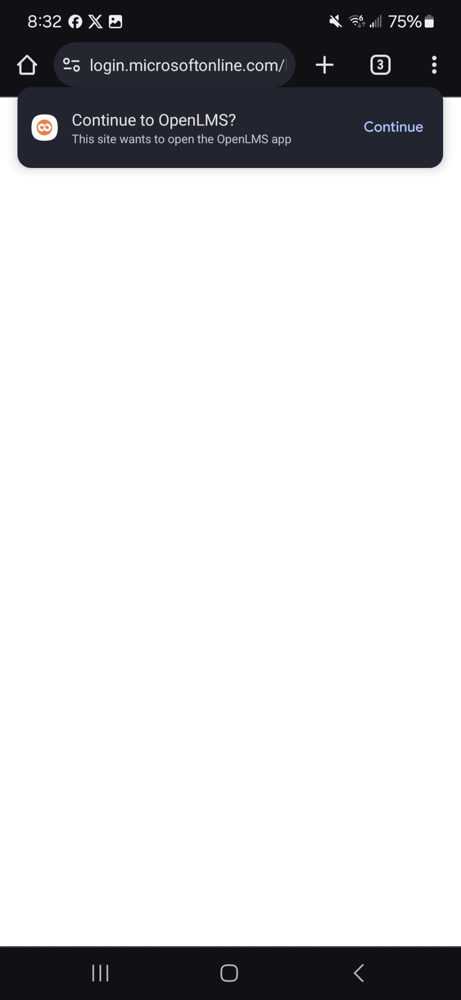 8:32 75%
login.microsoftonline.com/
3
Continue to OpenLMS?
This site wants to open the OpenLMS app
Continue